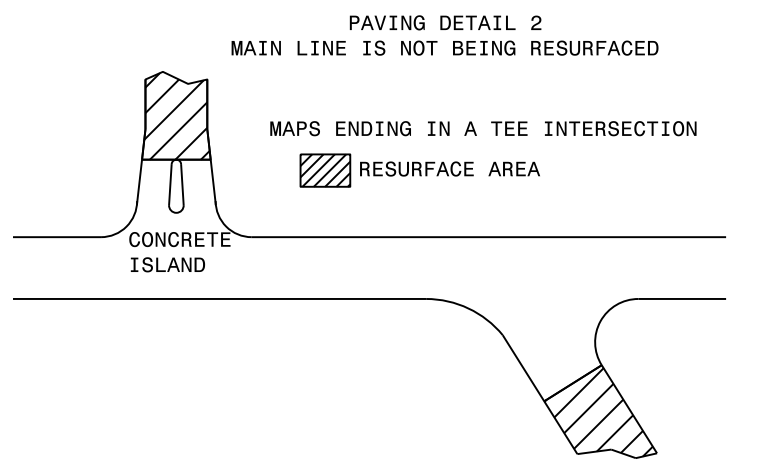 PAVING DETAIL 2
MAIN LINE IS NOT BEING RESURFACED
MAPS ENDING IN A TEE INTERSECTION
RESURFACE AREA
CONCRETE
ISLAND